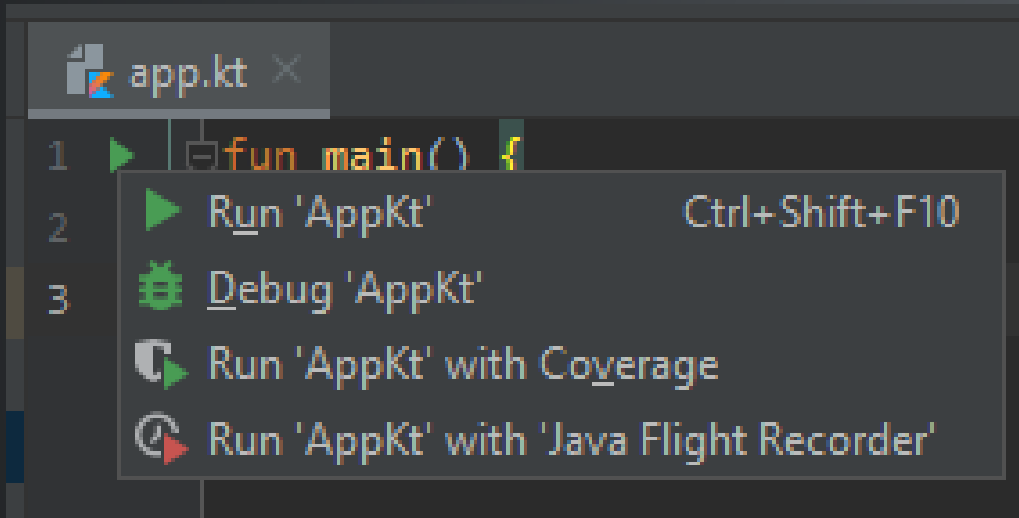 app.kt
1 fun main() {
Run 'AppKt' Ctrl+Shift+F10
2
Debug 'AppKt'
3
Run 'AppKt' with Coverage
Run 'AppKt' with 'Java Flight Recorder'